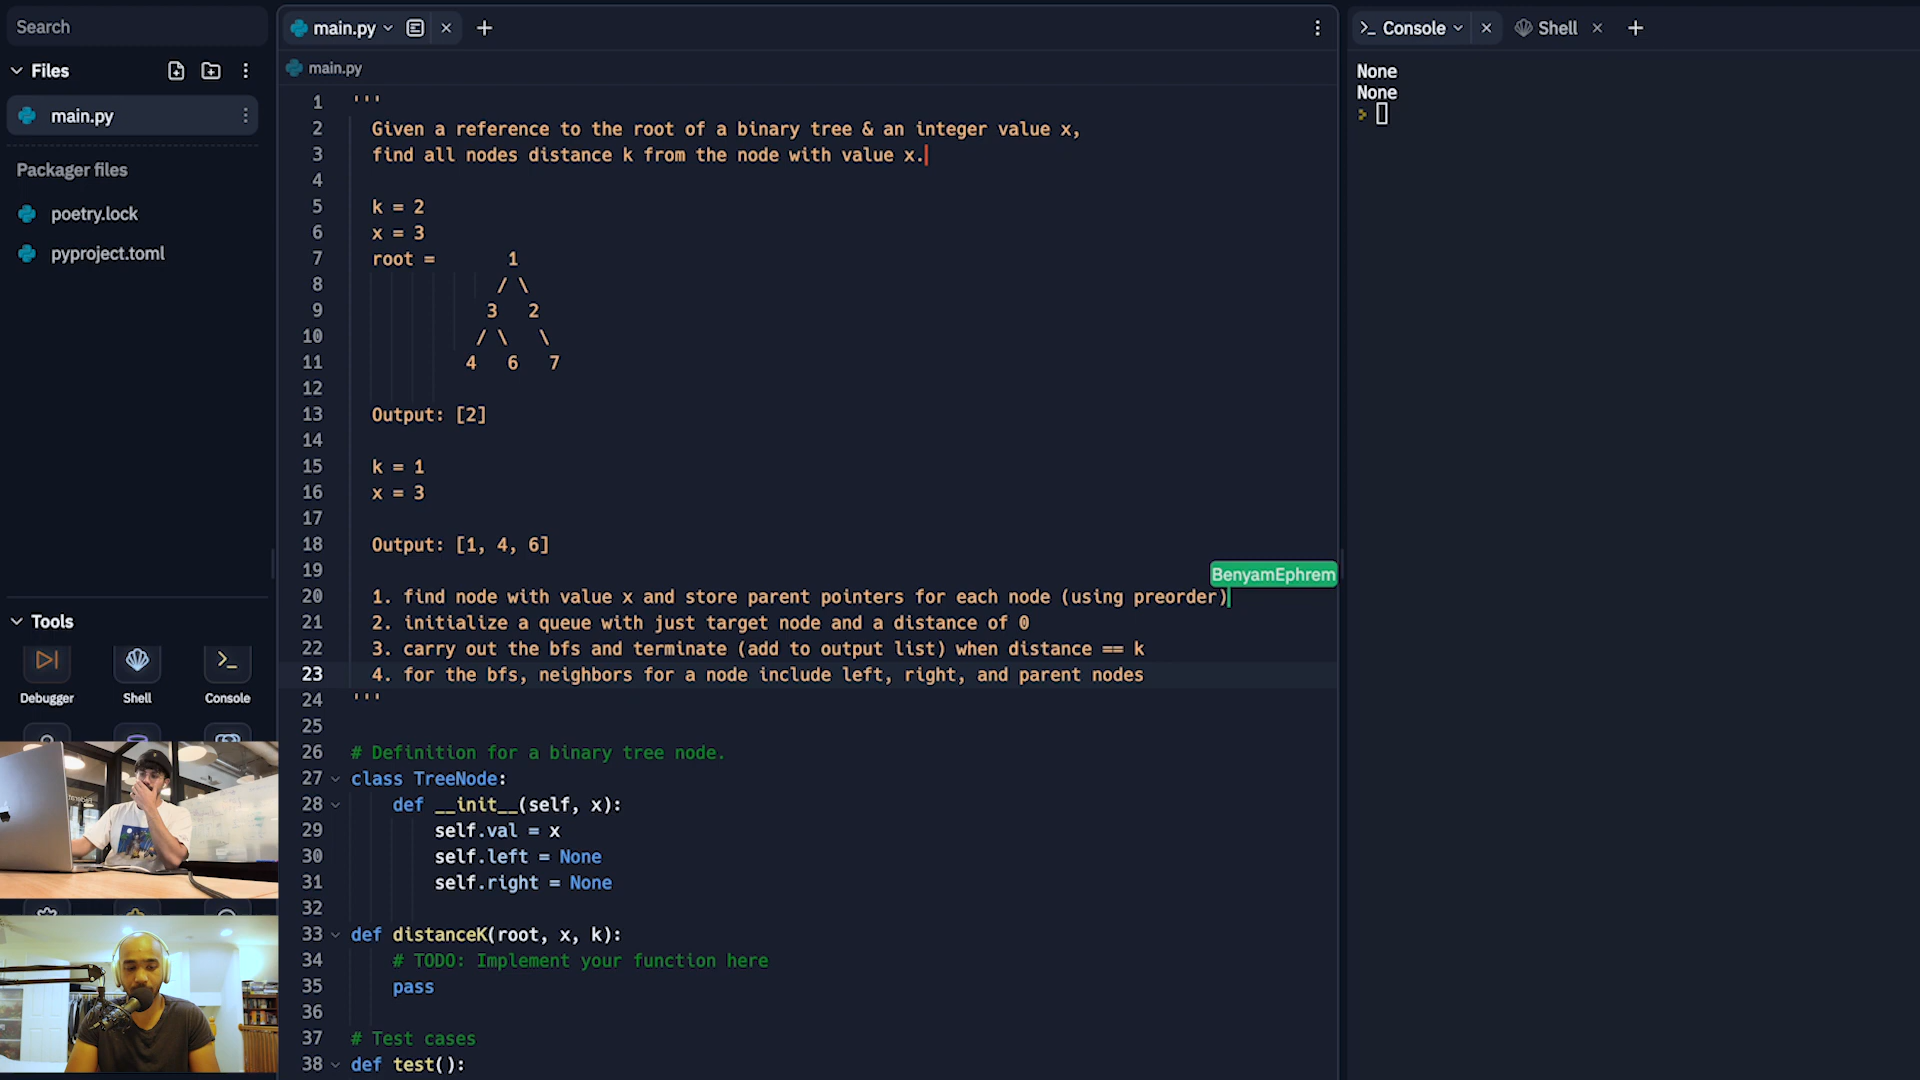 Search
Files
main.py
Packager files
poetry.lock
pyproject.toml
Tools
Debugger
Shell
Console
main.py
main.py
1 '''
2 Given a reference to the root of a binary tree & an integer value x,
3 find all nodes distance k from the node with value x.
4
5 k = 2
6 x = 3
7 root = 1
8 / \
9 3 2
10 / \ \
11 4 6 7
12
13 Output: [2]
14
15 k = 1
16 x = 3
17
18 Output: [1, 4, 6]
19
BenyamEphrem
20 1. find node with value x and store parent pointers for each node (using preorder)
21 2. initialize a queue with just target node and a distance of 0
22 3. carry out the bfs and terminate (add to output list) when distance == k
23 4. for the bfs, neighbors for a node include left, right, and parent nodes
24 '''
25
26 # Definition for a binary tree node.
27 class TreeNode:
28 def __init__(self, x):
29 self.val = x
30 self.left = None
31 self.right = None
32
33 def distanceK(root, x, k):
34 # TODO: Implement your function here
35 pass
36
37 # Test cases
38 def test():
Console
Shell
None
None